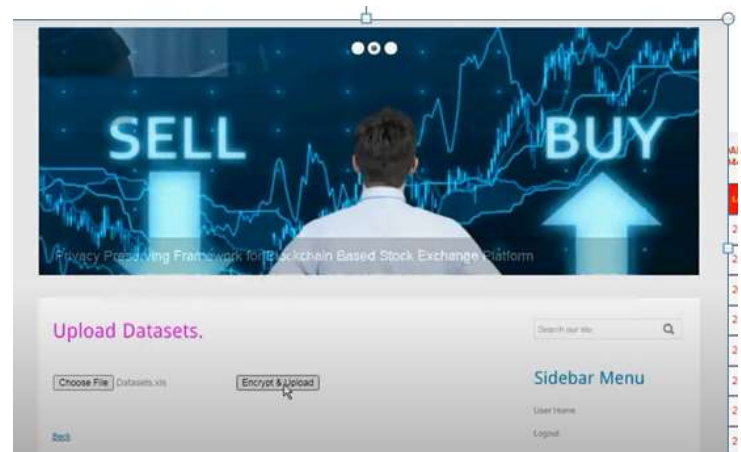 SELL
BUY
Privacy Preserving Framework for Blockchain Based Stock Exchange Platform
Upload Datasets.
Search our site
Choose File Datasets.xls
Encrypt & Upload
Sidebar Menu
User Home
Logout
Back